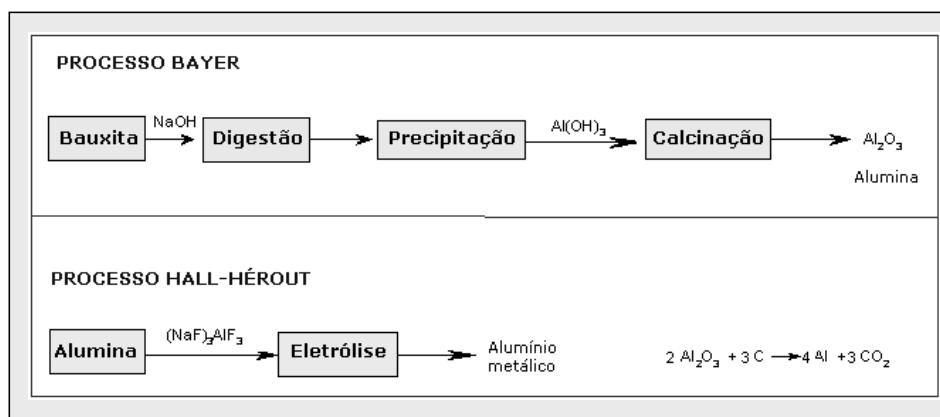 PROCESSO BAYER
Bauxita NaOH Digestão Precipitação Al(OH)₃ Calcinação Al₂O₃
Alumina
PROCESSO HALL-HÉROUT
Alumina (NaF)₃AlF₃ Eletrólise Alumínio
metálico
2 Al₂O₃ + 3 C → 4 Al + 3 CO₂